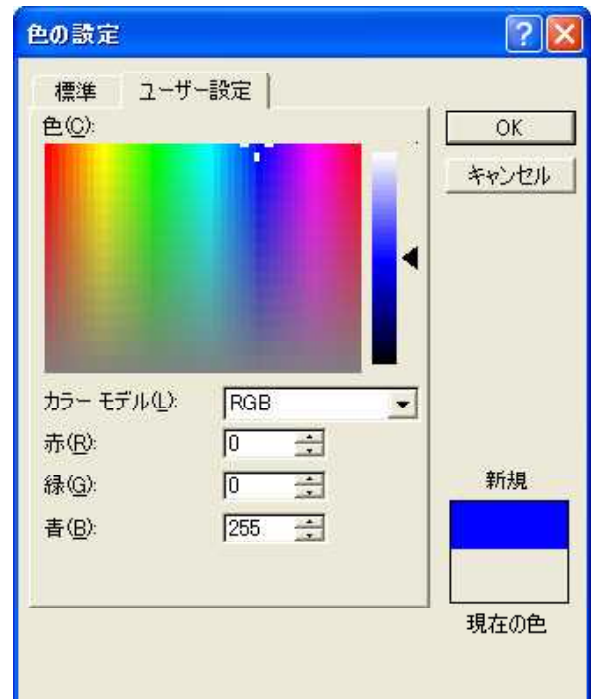 色の設定
標準 ユーザー設定
色(C):
OK
キャンセル
カラー モデル(L): RGB
赤(R): 0
緑(G): 0
青(B): 255
新規
現在の色